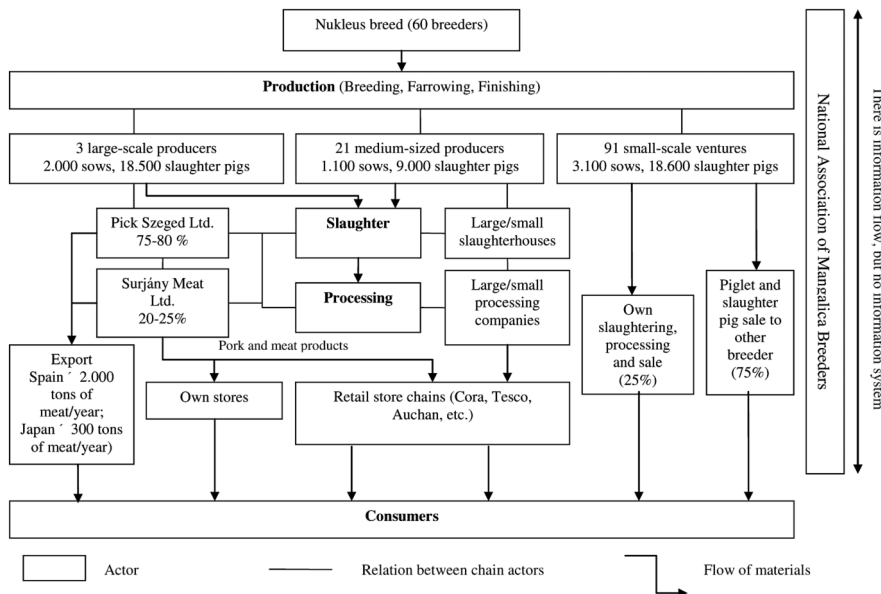 Nukleus breed (60 breeders)
Production (Breeding, Farrowing, Finishing)
3 large-scale producers
2.000 sows, 18.500 slaughter pigs
21 medium-sized producers
1.100 sows, 9.000 slaughter pigs
91 small-scale ventures
3.100 sows, 18.600 slaughter pigs
Pick Szeged Ltd.
75-80 %
Slaughter
Large/small
slaughterhouses
Surjány Meat
Ltd.
20-25%
Processing
Large/small
processing
companies
Own
slaughtering,
processing
and sale
(25%)
Piglet and
slaughter
pig sale to
other
breeder
(75%)
Pork and meat products
Export
Spain ´ 2.000
tons of
meat/year;
Japan ´ 300 tons
of meat/year)
Own stores
Retail store chains (Cora, Tesco,
Auchan, etc.)
Consumers
National Association of Mangalica Breeders
There is information flow, but no information system
Actor
Relation between chain actors
Flow of materials